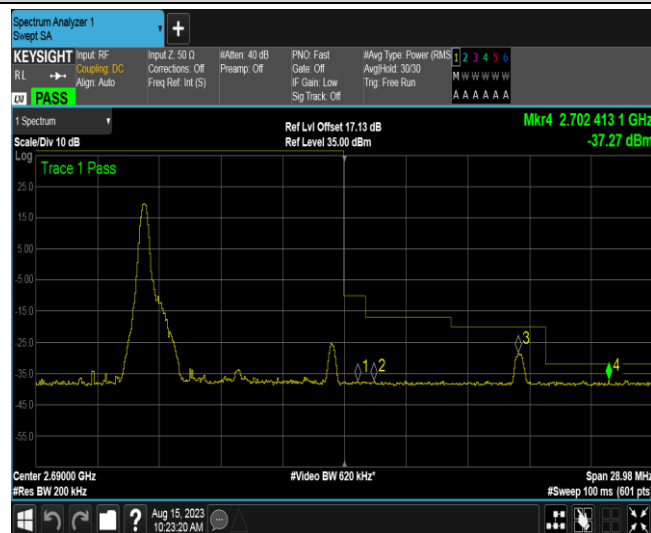 Spectrum Analyzer 1
Swept SA
+
KEYSIGHT Input: RF Input Z: 50 Ω #Atten: 40 dB PNO: Fast #Avg Type: Power (RMS 1 2 3 4 5 6
RL Coupling: DC Corrections: Off Preamp: Off Gate: Off Avg|Hold: 30/30 M W W W W W
Align: Auto Freq Ref: Int (S) IF Gain: Low Trig: Free Run
Sig Track: Off A A A A A A
LXI PASS
1 Spectrum Ref Lvl Offset 17.13 dB Mkr4 2.702 413 1 GHz
Scale/Div 10 dB Ref Level 35.00 dBm -37.27 dBm
Log
Trace 1 Pass
25.0
15.0
5.00
-5.00
-15.0
-25.0
3
1 2 4
-35.0
-45.0
-55.0
Center 2.69000 GHz #Video BW 620 kHz* Span 28.98 MHz
#Res BW 200 kHz #Sweep 100 ms (601 pts
? Aug 15, 2023
10:23:20 AM